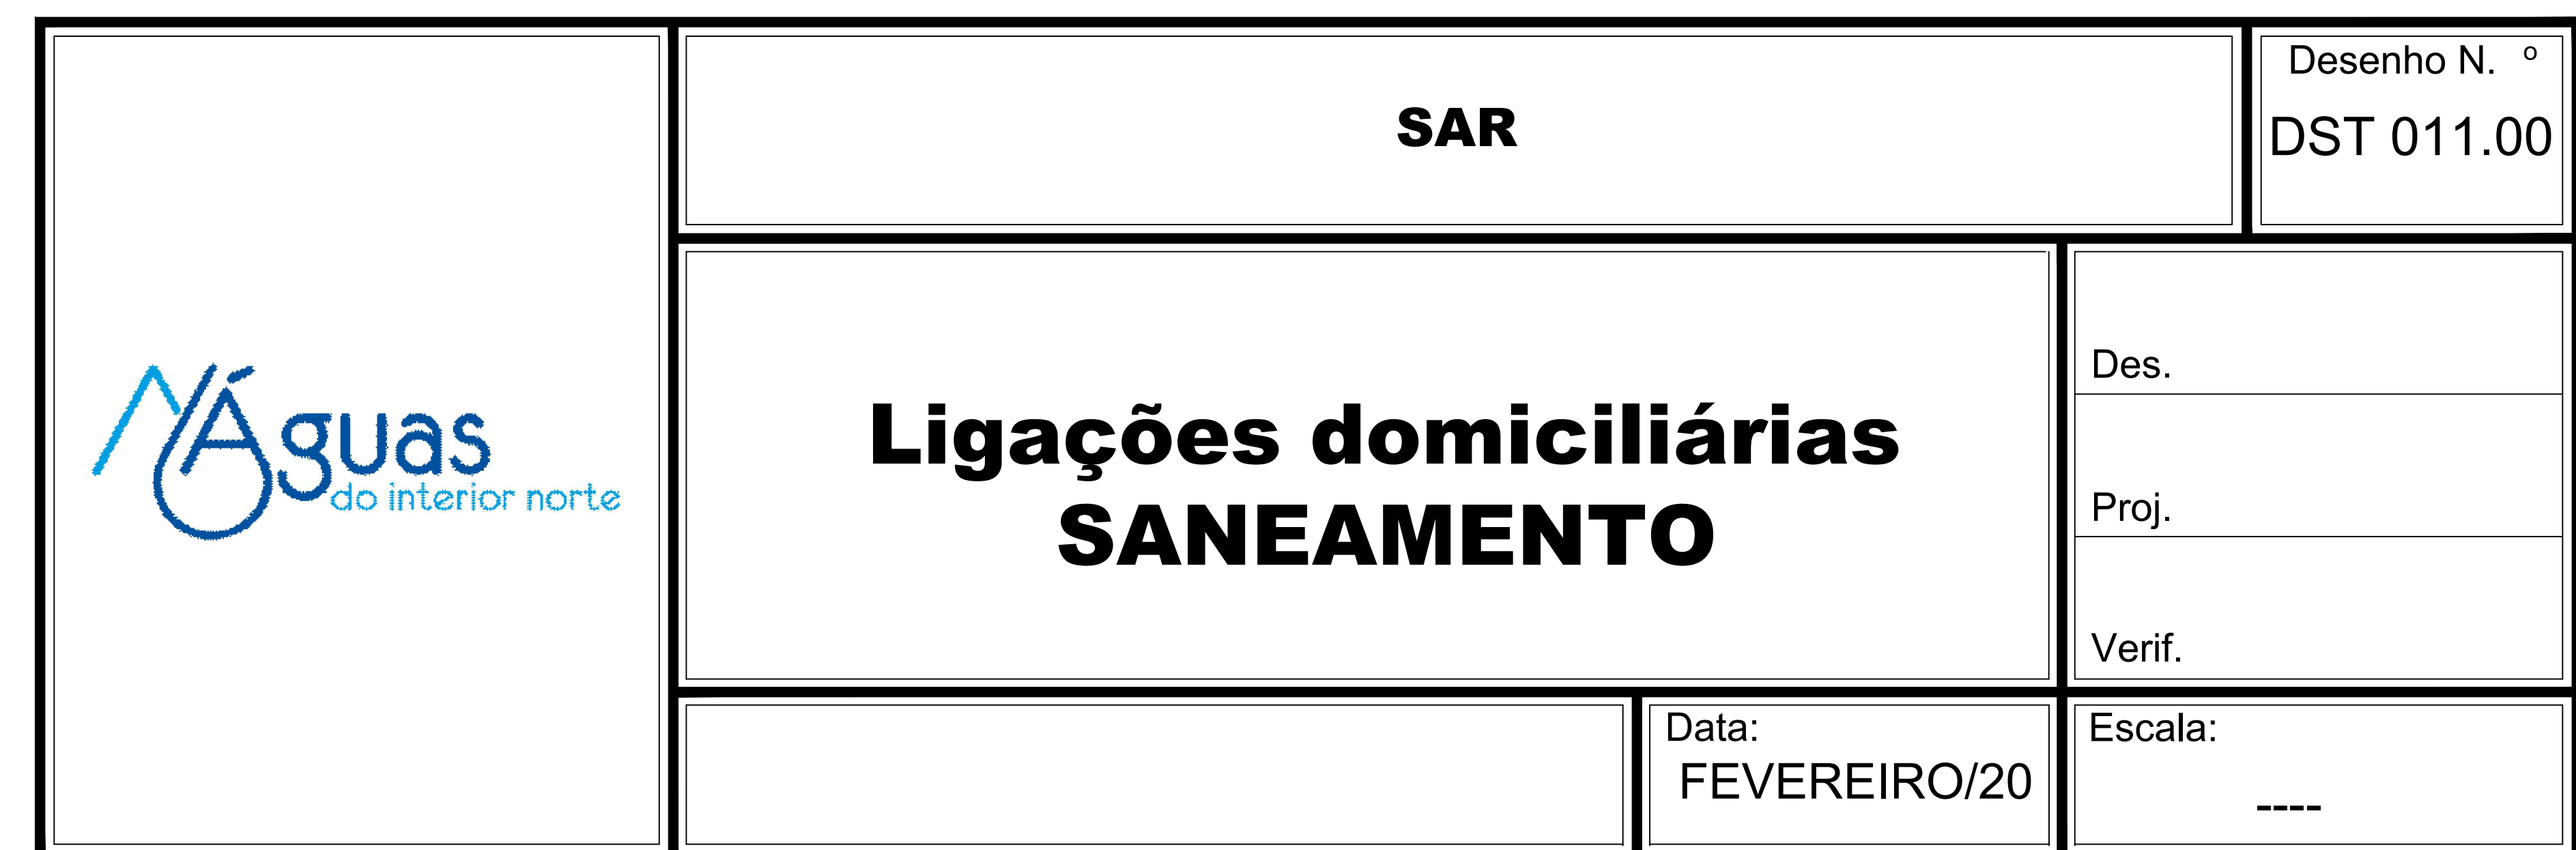 SAR
Desenho N. º
DST 011.00
Águas
do interior norte
Ligações domiciliárias
SANEAMENTO
Des.
Proj.
Verif.
Data:
FEVEREIRO/20
Escala:
----